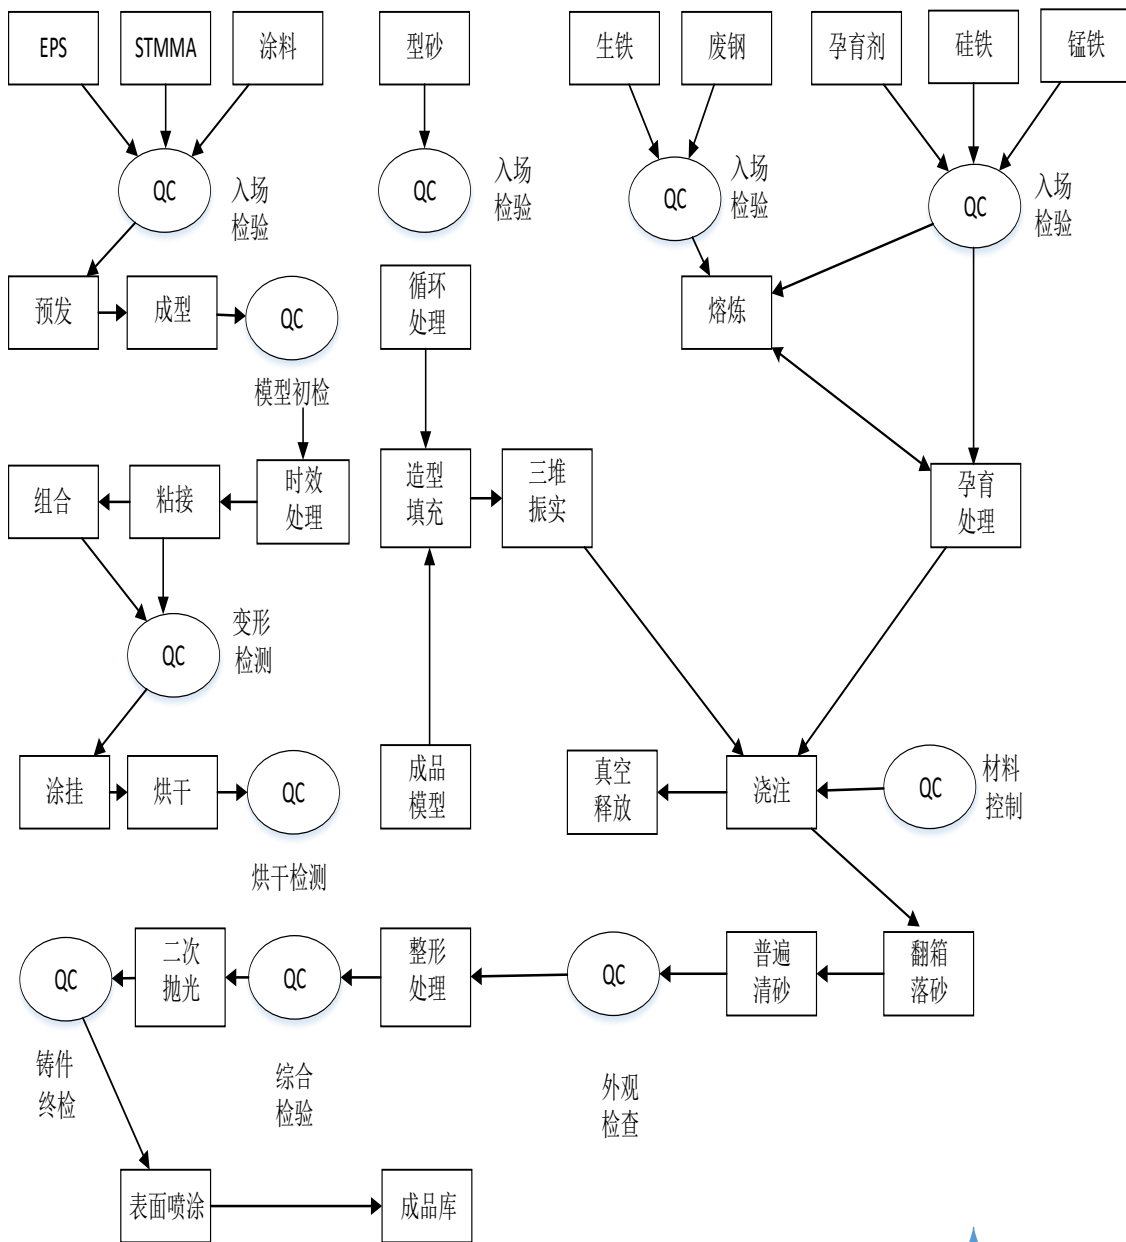 EPS
STMMA
涂料
型砂
生铁
废钢
孕育剂
硅铁
锰铁
QC
入场
检验
QC
入场
检验
QC
入场
检验
QC
入场
检验
预发
成型
QC
模型初检
循环
处理
熔炼
组合
粘接
时效
处理
造型
填充
三堆
振实
孕育
处理
QC
变形
检测
涂挂
烘干
QC
烘干检测
成品
模型
真空
释放
浇注
QC
材料
控制
QC
铸件
终检
二次
抛光
QC
综合
检验
整形
处理
QC
外观
检查
普遍
清砂
翻箱
落砂
表面喷涂
成品库